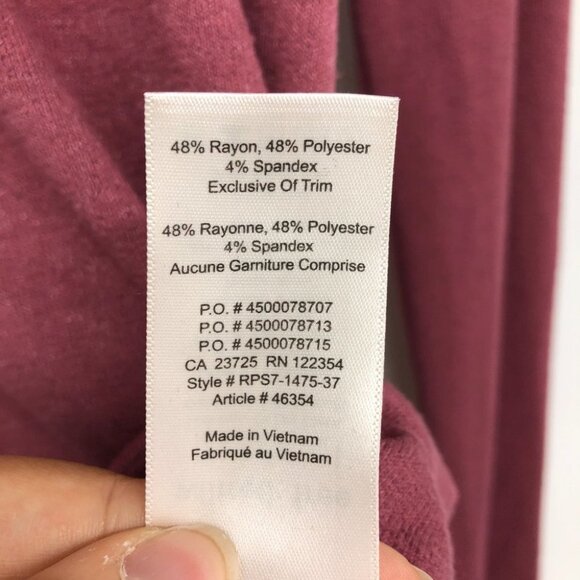 48% Rayon, 48% Polyester
4% Spandex
Exclusive Of Trim
48% Rayonne, 48% Polyester
4% Spandex
Aucune Garniture Comprise
P.O. # 4500078707
P.O. # 4500078713
P.O. # 4500078715
CA 23725 RN 122354
Style # RPS7-1475-37
Article # 46354
Made in Vietnam
Fabriqué au Vietnam